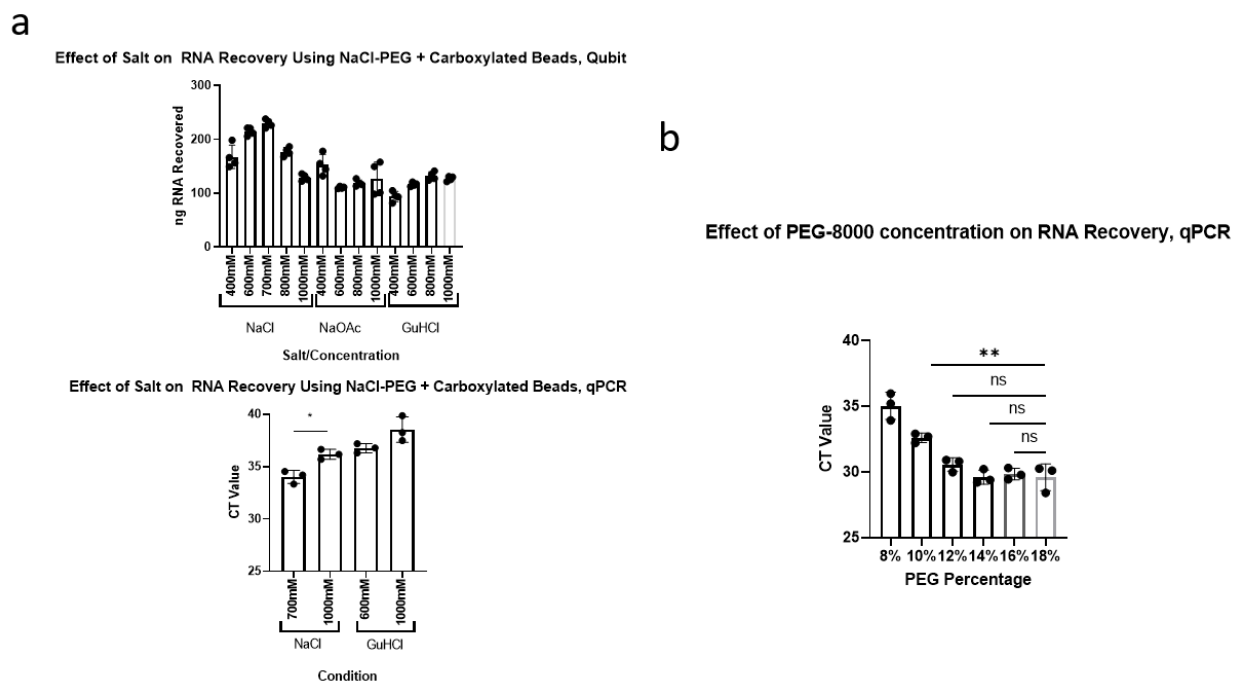 a
Effect of Salt on RNA Recovery Using NaCl-PEG + Carboxylated Beads, Qubit
ng RNA Recovered
300
200
100
0
400mM 600mM 700mM 800mM 1000mM 400mM 600mM 800mM 1000mM 400mM 600mM 800mM 1000mM
NaCl NaOAc GuHCl
Salt/Concentration
Effect of Salt on RNA Recovery Using NaCl-PEG + Carboxylated Beads, qPCR
CT Value
40
35
30
25
*
700mM 1000mM 600mM 1000mM
NaCl GuHCl
Condition
b
Effect of PEG-8000 concentration on RNA Recovery, qPCR
CT Value
40
35
30
25
**
ns
ns
ns
8% 10% 12% 14% 16% 18%
PEG Percentage